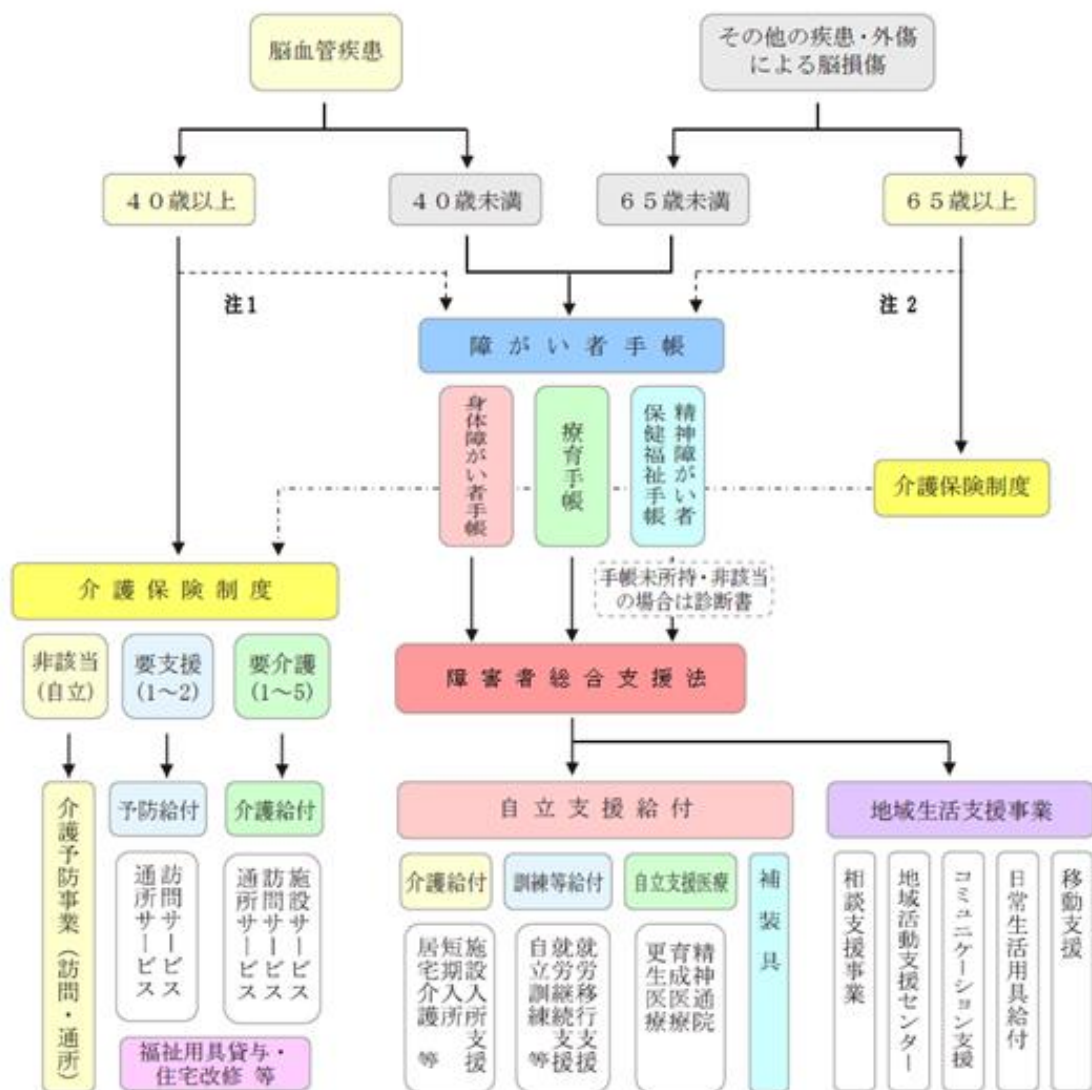 脳血管疾患
その他の疾患・外傷
による脳損傷
４０歳以上
４０歳未満
６５歳未満
６５歳以上
注1
注2
障がい者手帳
身体障がい者手帳
療育手帳
精神障がい者
保健福祉手帳
介護保険制度
手帳未所持・非該当
の場合は診断書
介護保険制度
非該当
(自立)
要支援
(1～2)
要介護
(1～5)
障害者総合支援法
介護予防事業（訪問・通所）
予防給付
訪問サービス
通所サービス
介護給付
施設サービス
訪問サービス
通所サービス
福祉用具貸与・
住宅改修 等
自立支援給付
介護給付
施設入所支援
短期入所
居宅介護 等
訓練等給付
就労移行支援
就労継続支援
自立訓練 等
自立支援医療
精神通院
育成医療
更生医療
補装具
地域生活支援事業
相談支援事業
地域活動支援センター
コミュニケーション支援
日常生活用具給付
移動支援